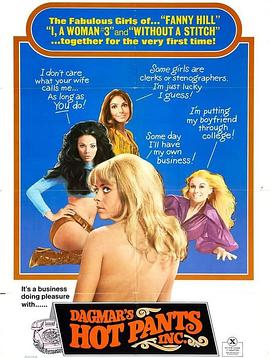 The Fabulous Girls of..."FANNY HILL"
"I, A WOMAN #3" and "WITHOUT A STITCH"
...together for the very first time!
I don't care
what your wife
calls me...
As long as
You do!
Some girls are
clerks or stenographers.
I'm just lucky
I guess!
I'm putting
my boyfriend
through
college!
Some day
I'll have
my own
business!
It's a business
doing pleasure
with......
DAGMAR'S
HOT PANTS
INC.
X